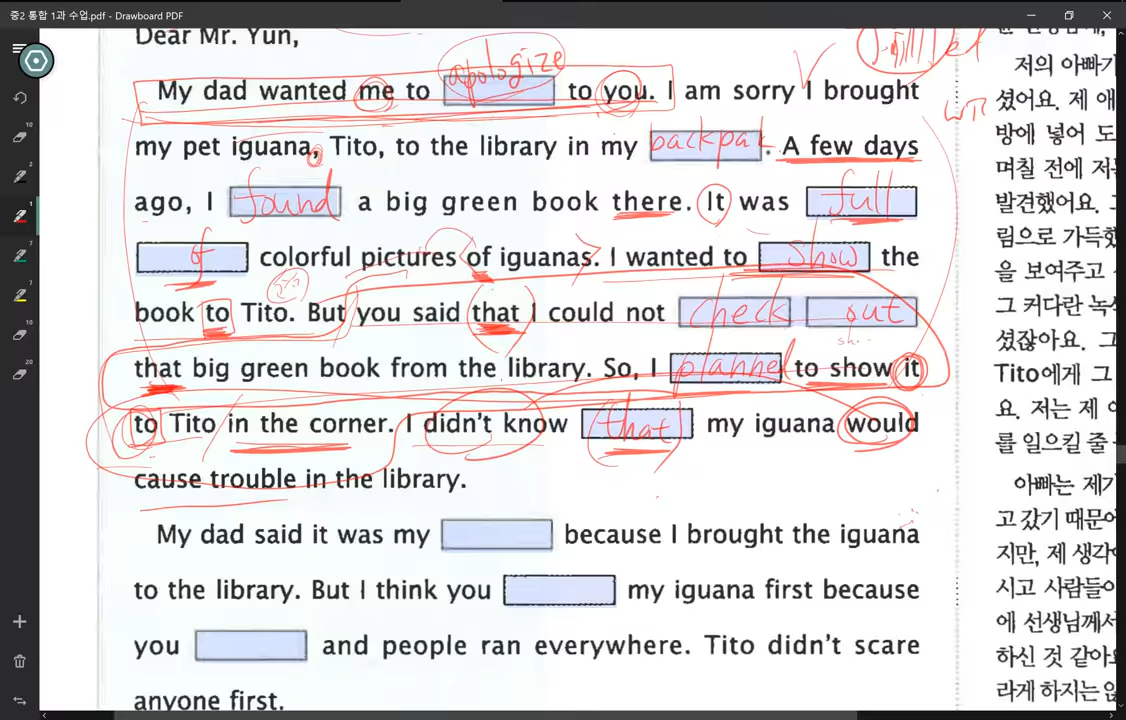 중2 통합 1과 수업.pdf - Drawboard PDF
Dear Mr. Yun,
My dad wanted me to apologize to you. I am sorry I brought
my pet iguana, Tito, to the library in my backpak. A few days
ago, I found a big green book there. It was full
of colorful pictures of iguanas. I wanted to show the
book to Tito. But you said that I could not check out
that big green book from the library. So, I planned to show it
to Tito in the corner. I didn't know (that) my iguana would
cause trouble in the library.
My dad said it was my because I brought the iguana
to the library. But I think you my iguana first because
you and people ran everywhere. Tito didn't scare
anyone first.
저의 아빠가
셨어요. 제 애
방에 넣어 도
며칠 전에 저
발견했어요. 그
림으로 가득했
을 보여주고
그 커다란 녹
셨잖아요. 그
Tito에게 그
요. 저는 제 이
를 일으킬 줄
아빠는 제가
고 갔기 때문에
지만, 제 생각
시고 사람들이
에 선생님께서
하신 것 같아요
라게 하지는 않